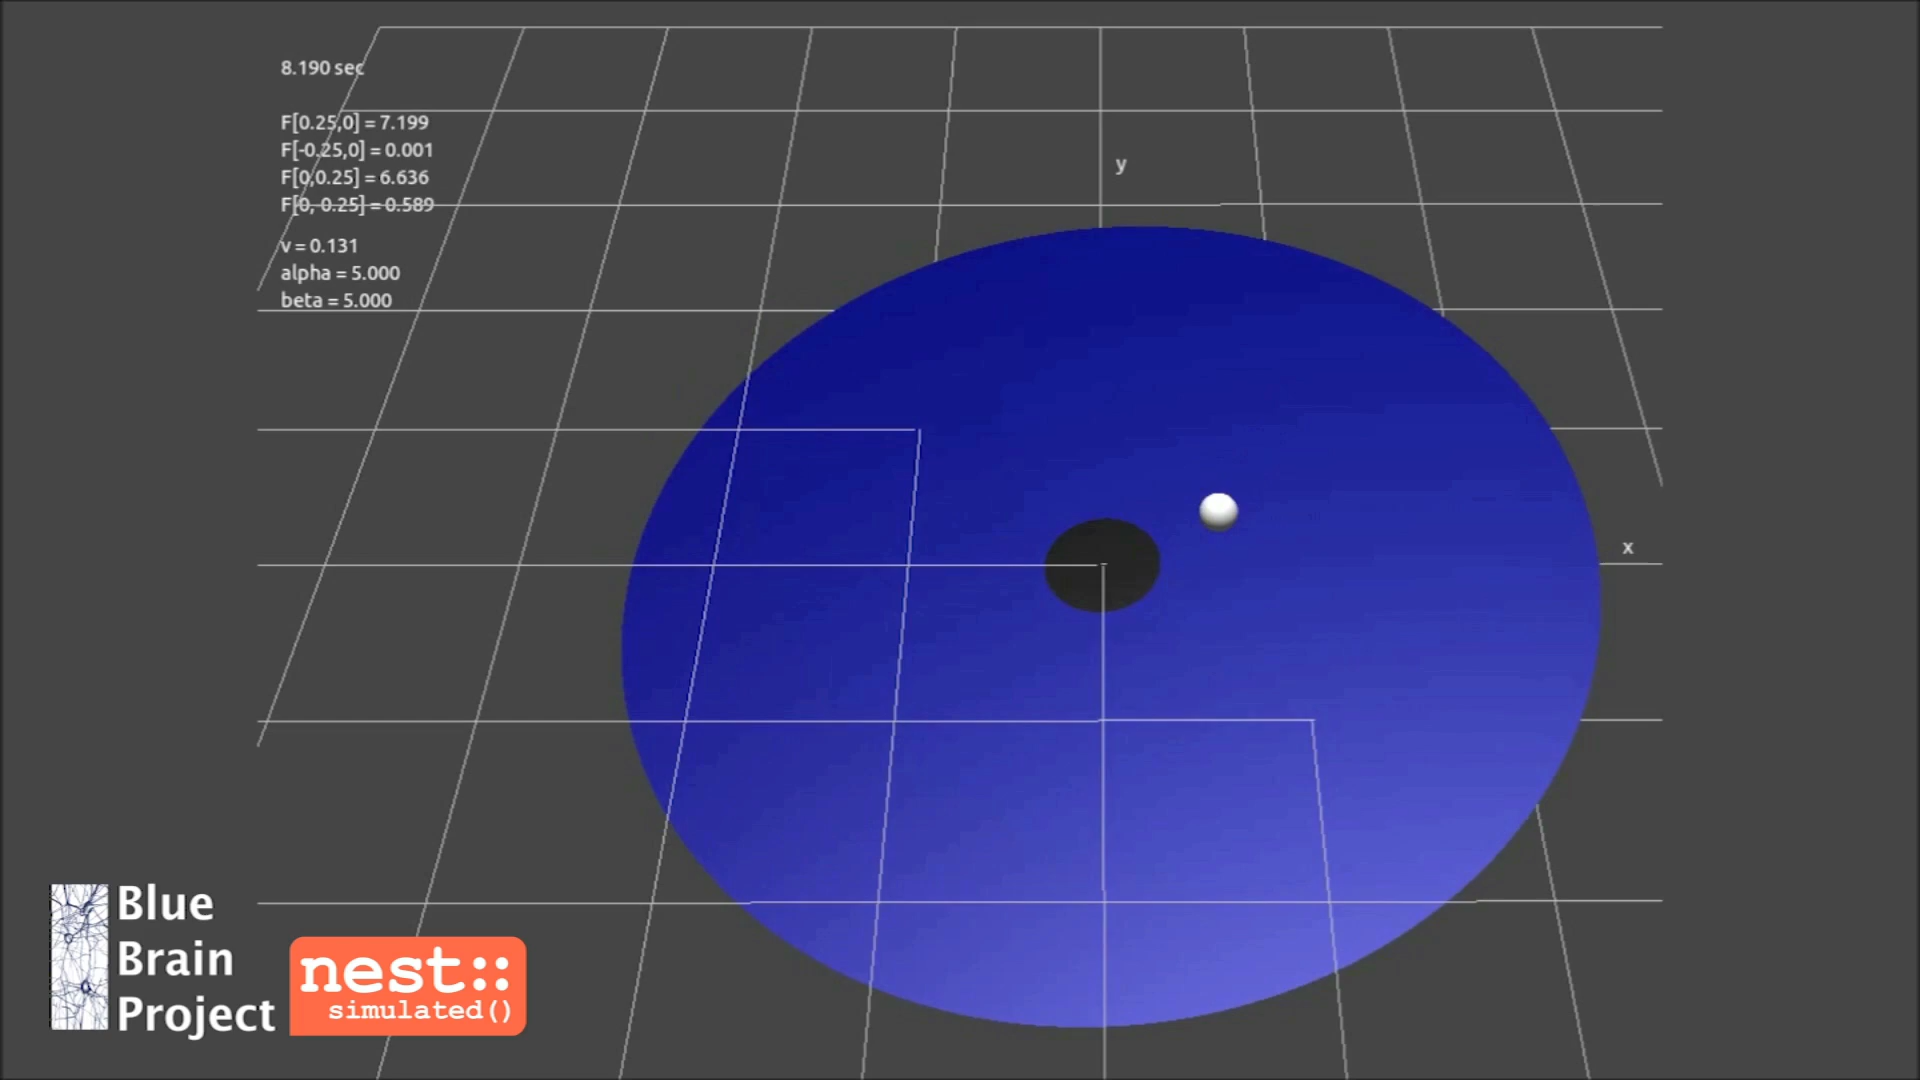 8.190 sec
F[0.25,0] = 7.199
F[-0.25,0] = 0.001
F[0,0.25] = 6.636
F[0,-0.25] = 0.589
v = 0.131
alpha = 5.000
beta = 5.000
y
x
Blue
Brain
Project
nest::
simulated()